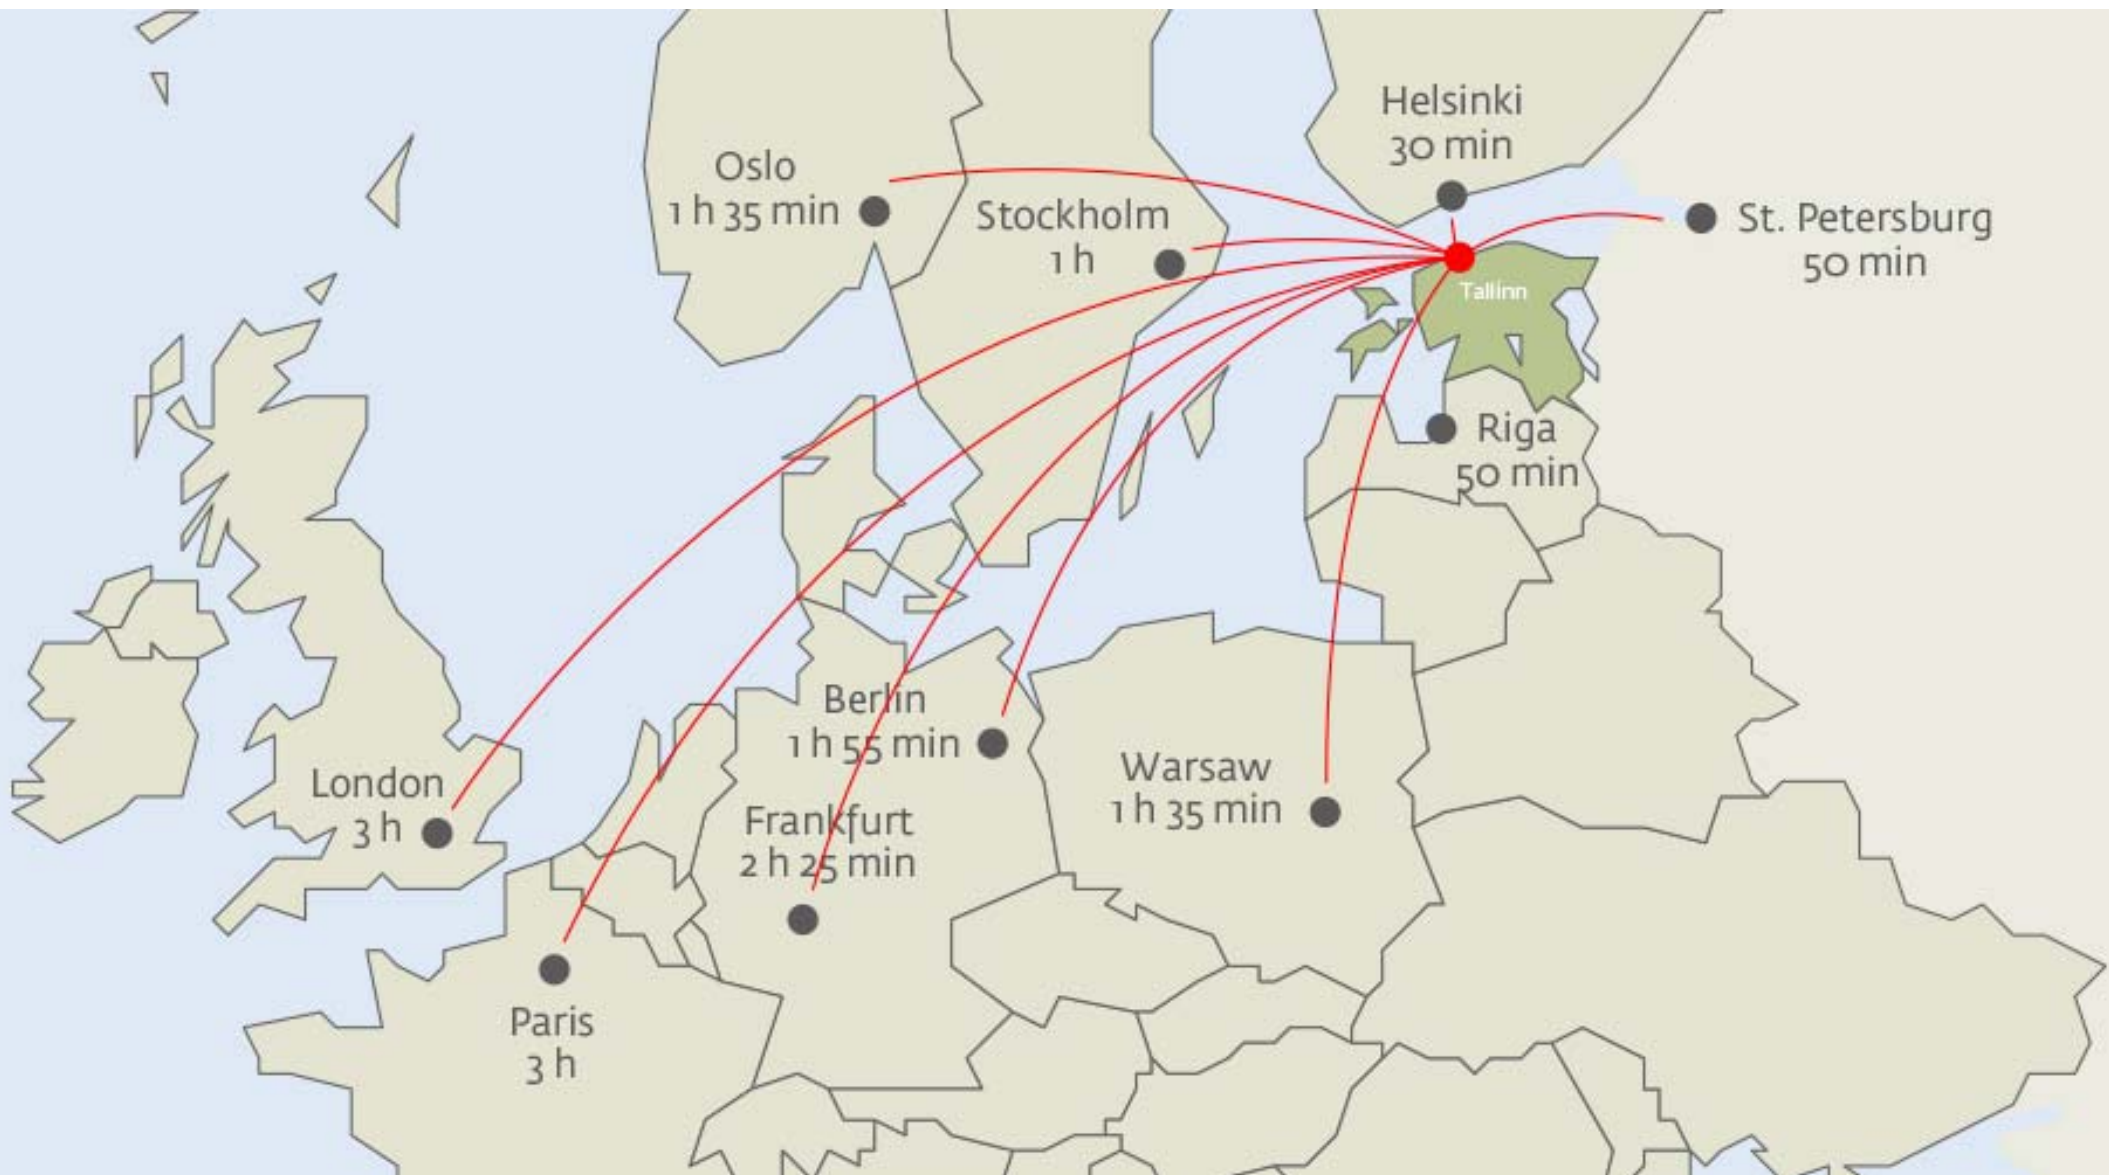 Helsinki
30 min
Oslo
1 h 35 min
Stockholm
1 h
St. Petersburg
50 min
Tallinn
Riga
50 min
Berlin
1 h 55 min
London
3 h
Warsaw
1 h 35 min
Frankfurt
2 h 25 min
Paris
3 h